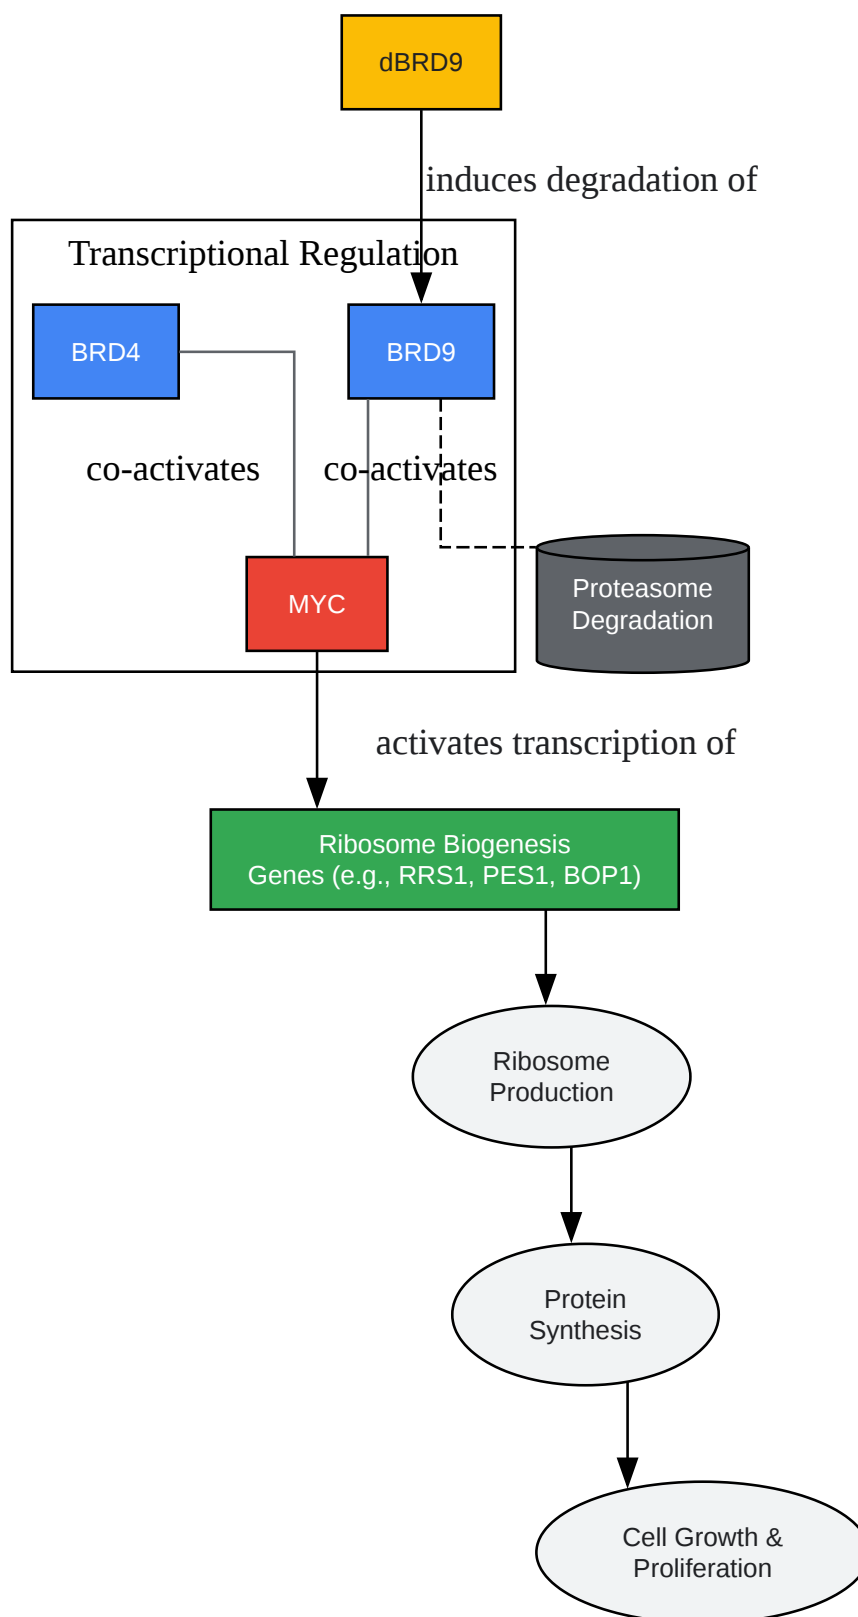 dBRD9
induces degradation of
Transcriptional Regulation
BRD4
BRD9
co-activates
co-activates
MYC
Proteasome
Degradation
activates transcription of
Ribosome Biogenesis
Genes (e.g., RRS1, PES1, BOP1)
Ribosome
Production
Protein
Synthesis
Cell Growth &
Proliferation